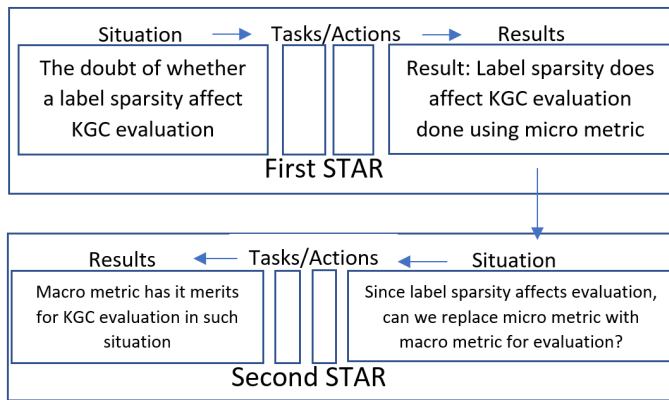 Situation
Tasks/Actions
Results
The doubt of whether
a label sparsity affect
KGC evaluation
Result: Label sparsity does
affect KGC evaluation
done using micro metric
First STAR
Results
Tasks/Actions
Situation
Macro metric has it merits
for KGC evaluation in such
situation
Since label sparsity affects evaluation,
can we replace micro metric with
macro metric for evaluation?
Second STAR